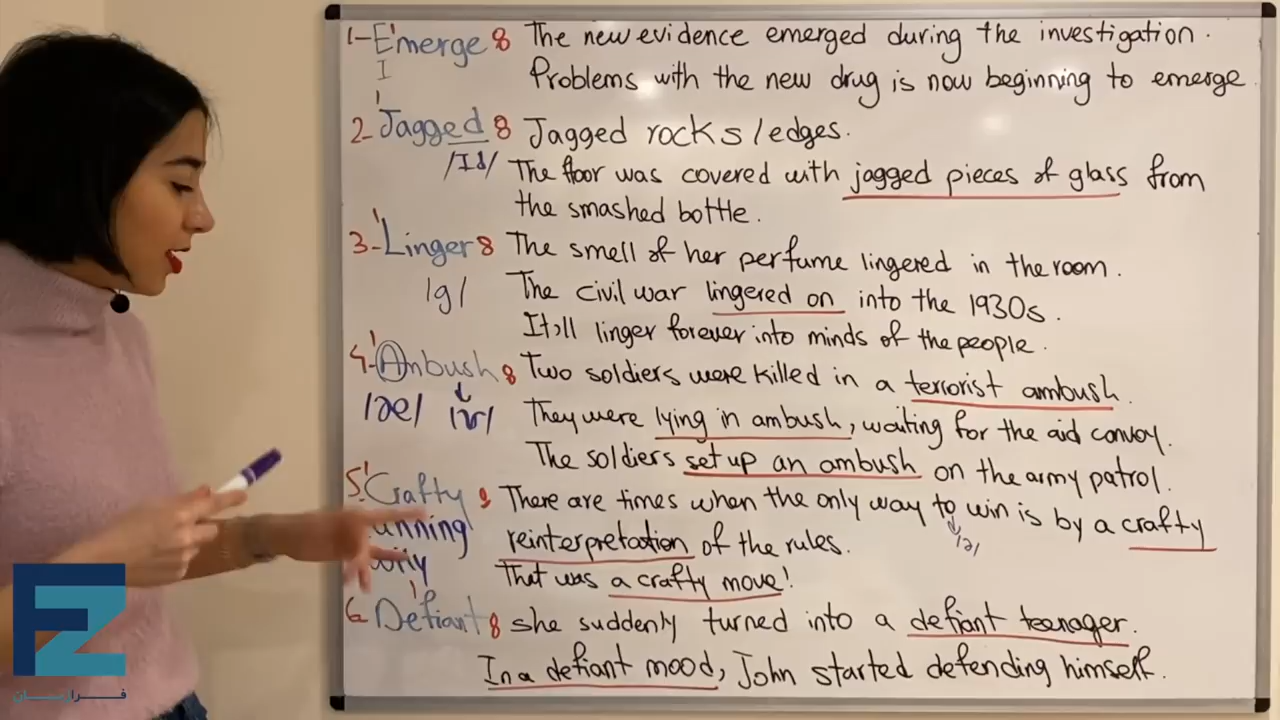 1- Emerge : The new evidence emerged during the investigation.
I
Problems with the new drug is now beginning to emerge.
2- Jagged : Jagged rocks / edges.
/Id/
The floor was covered with jagged pieces of glass from
the smashed bottle.
3- Linger : The smell of her perfume lingered in the room.
/g/
The civil war lingered on into the 1930s.
It'll linger forever into minds of the people.
4- Ambush : Two soldiers were killed in a terrorist ambush.
/æ/ /ʊ/
They were lying in ambush, waiting for the aid convoy.
The soldiers set up an ambush on the army patrol.
5. Crafty : There are times when the only way to win is by a crafty
/ə/
reinterpretation of the rules.
That was a crafty move!
6- Defiant : she suddenly turned into a defiant teenager.
In a defiant mood, John started defending himself.
FZ
فرازبان